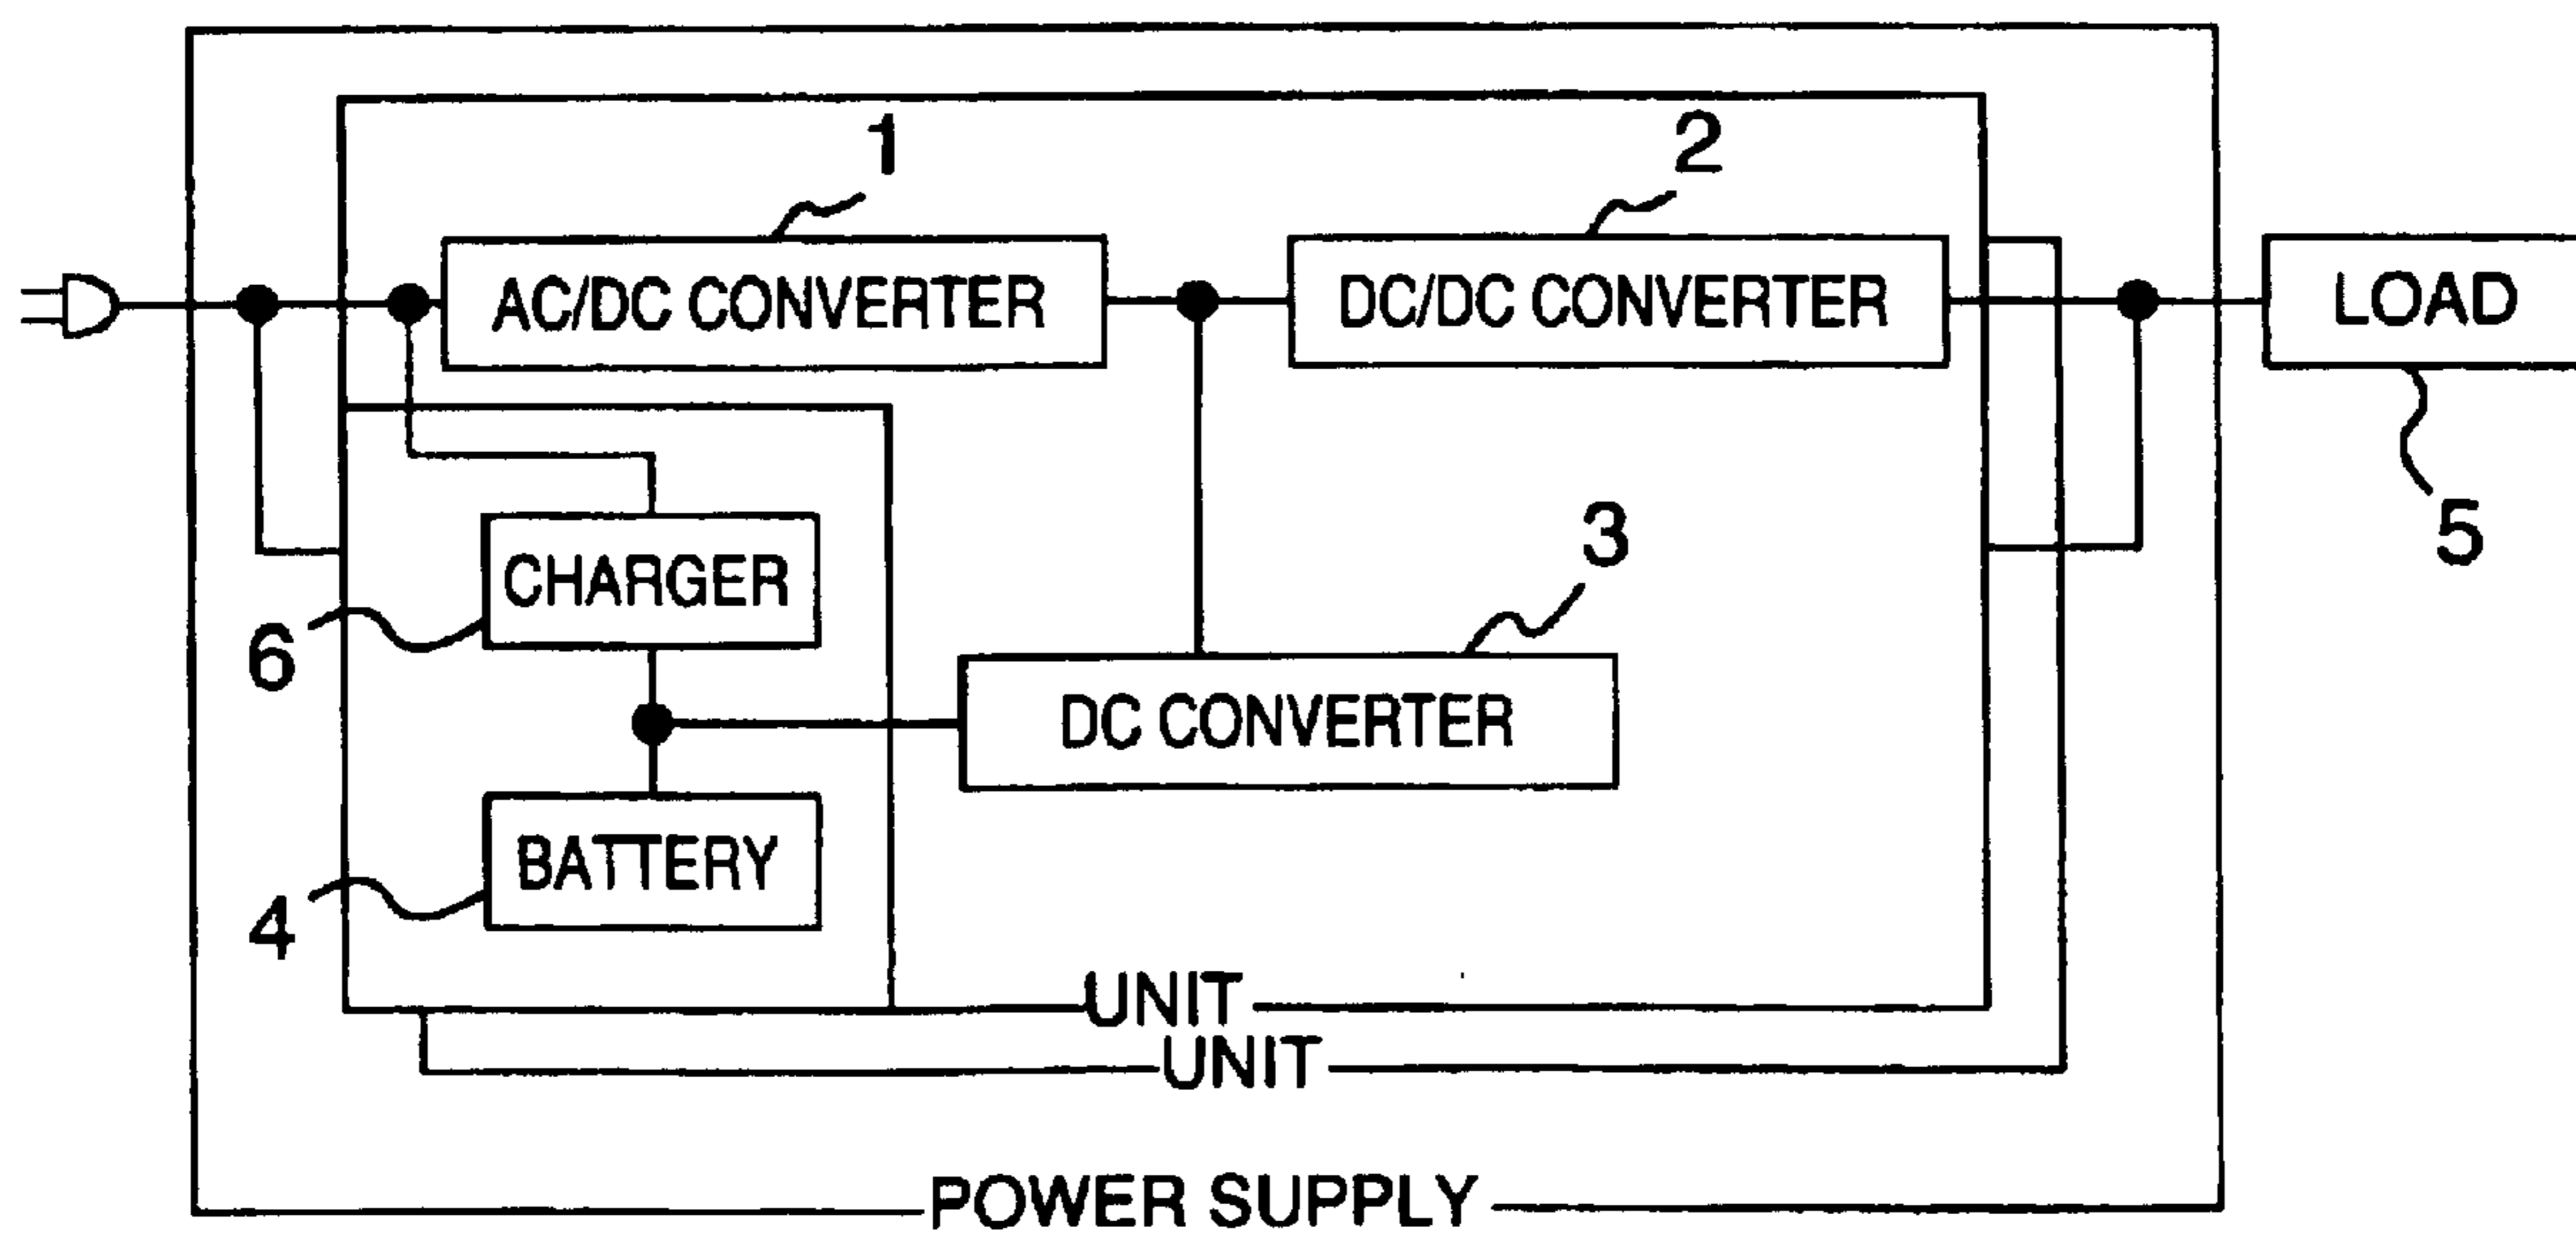 1
2
AC/DC CONVERTER
DC/DC CONVERTER
LOAD
CHARGER
3
5
6
DC CONVERTER
BATTERY
4
UNIT
UNIT
POWER SUPPLY